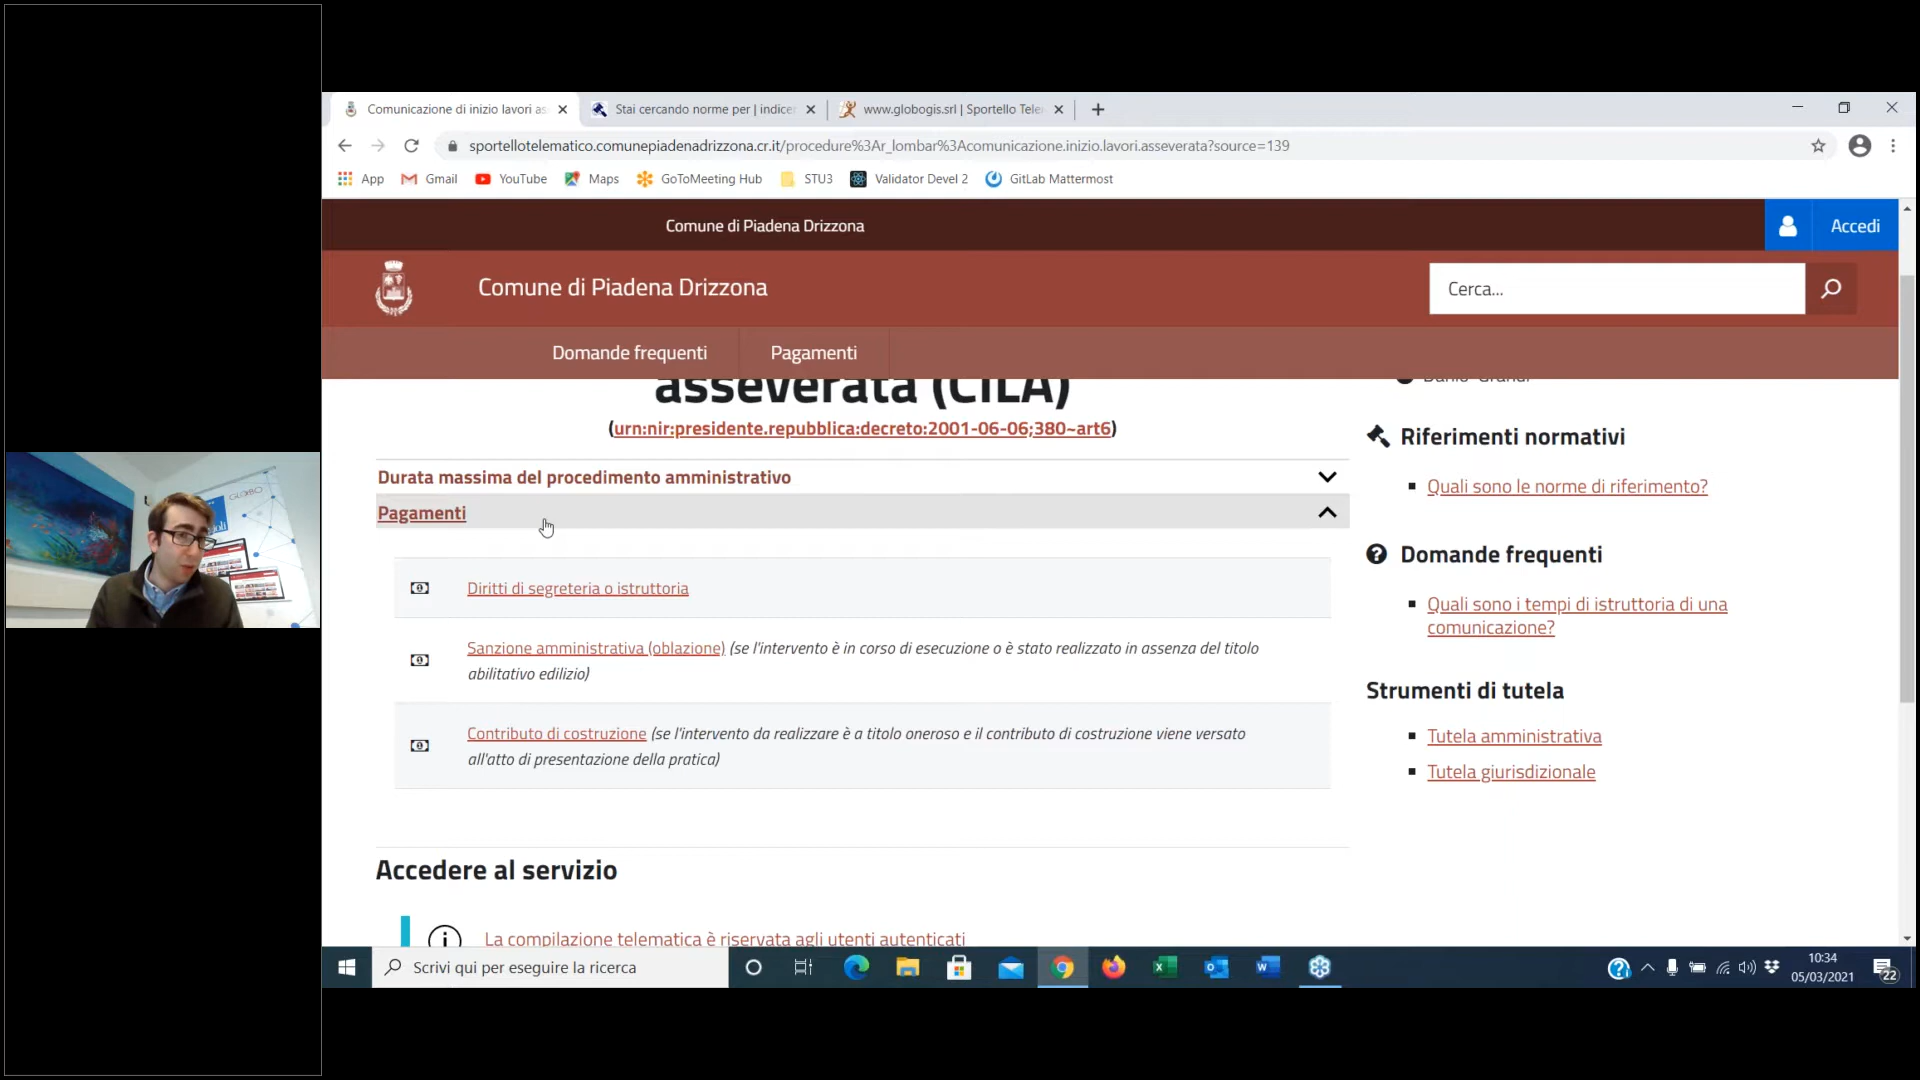 Comunicazione di inizio lavori as
Stai cercando norme per | indice
www.globogis.srl | Sportello Tele
sportellotelematico.comunepiadenadrizzona.cr.it/procedure%3Ar_lombar%3Acomunicazione.inizio.lavori.asseverata?source=139
App Gmail YouTube Maps GoToMeeting Hub STU3 Validator Devel 2 GitLab Mattermost
Comune di Piadena Drizzona
Accedi
Comune di Piadena Drizzona
Cerca...
Domande frequenti Pagamenti
asseverata (CILA)
(urn:nir:presidente.repubblica:decreto:2001-06-06;380~art6)
Durata massima del procedimento amministrativo
Pagamenti
Diritti di segreteria o istruttoria
Sanzione amministrativa (oblazione) (se l'intervento è in corso di esecuzione o è stato realizzato in assenza del titolo
abilitativo edilizio)
Contributo di costruzione (se l'intervento da realizzare è a titolo oneroso e il contributo di costruzione viene versato
all'atto di presentazione della pratica)
Accedere al servizio
La compilazione telematica è riservata agli utenti autenticati
Riferimenti normativi
Quali sono le norme di riferimento?
Domande frequenti
Quali sono i tempi di istruttoria di una
comunicazione?
Strumenti di tutela
Tutela amministrativa
Tutela giurisdizionale
GLOBO
Scrivi qui per eseguire la ricerca
10:34
05/03/2021
22